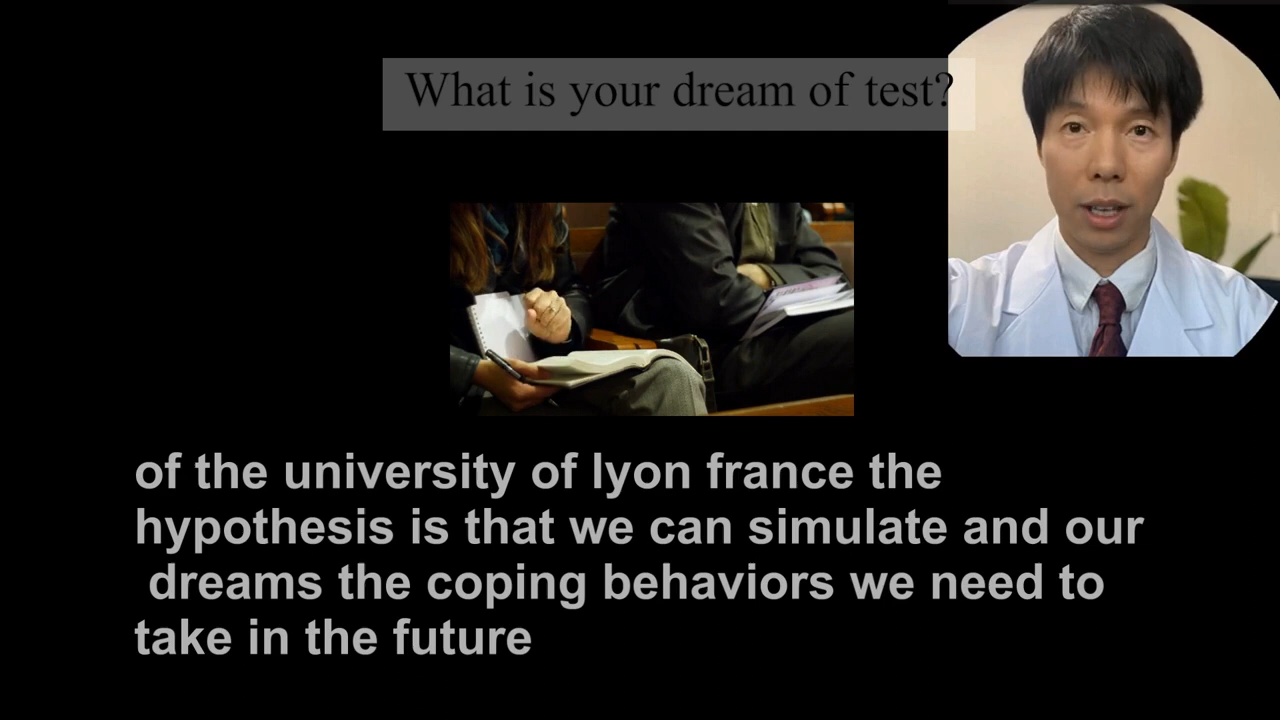 What is your dream of test?
of the university of lyon france the
hypothesis is that we can simulate and our
dreams the coping behaviors we need to
take in the future